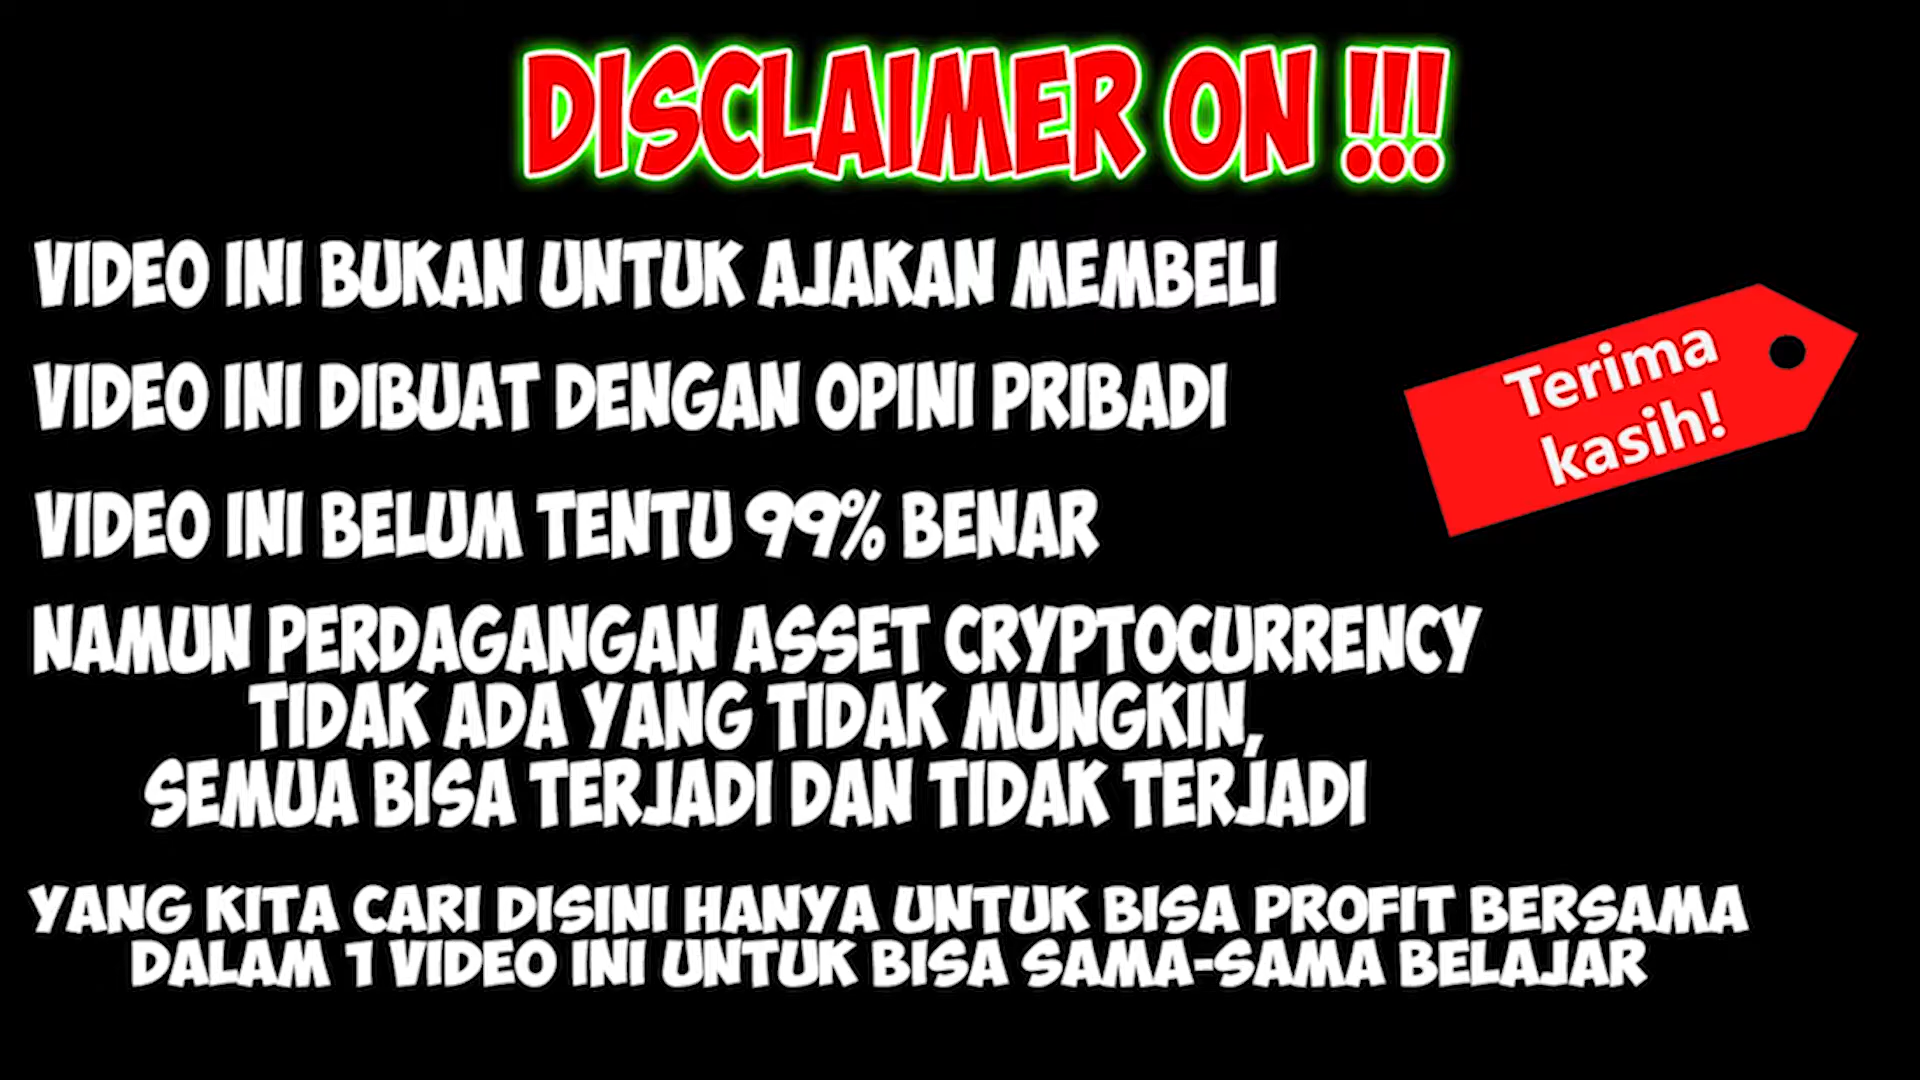 DISCLAIMER ON !!!
VIDEO INI BUKAN UNTUK AJAKAN MEMBELI
VIDEO INI DIBUAT DENGAN OPINI PRIBADI
Terima
kasih!
VIDEO INI BELUM TENTU 99% BENAR
NAMUN PERDAGANGAN ASSET CRYPTOCURRENCY
TIDAK ADA YANG TIDAK MUNGKIN,
SEMUA BISA TERJADI DAN TIDAK TERJADI
YANG KITA CARI DISINI HANYA UNTUK BISA PROFIT BERSAMA
DALAM 1 VIDEO INI UNTUK BISA SAMA-SAMA BELAJAR